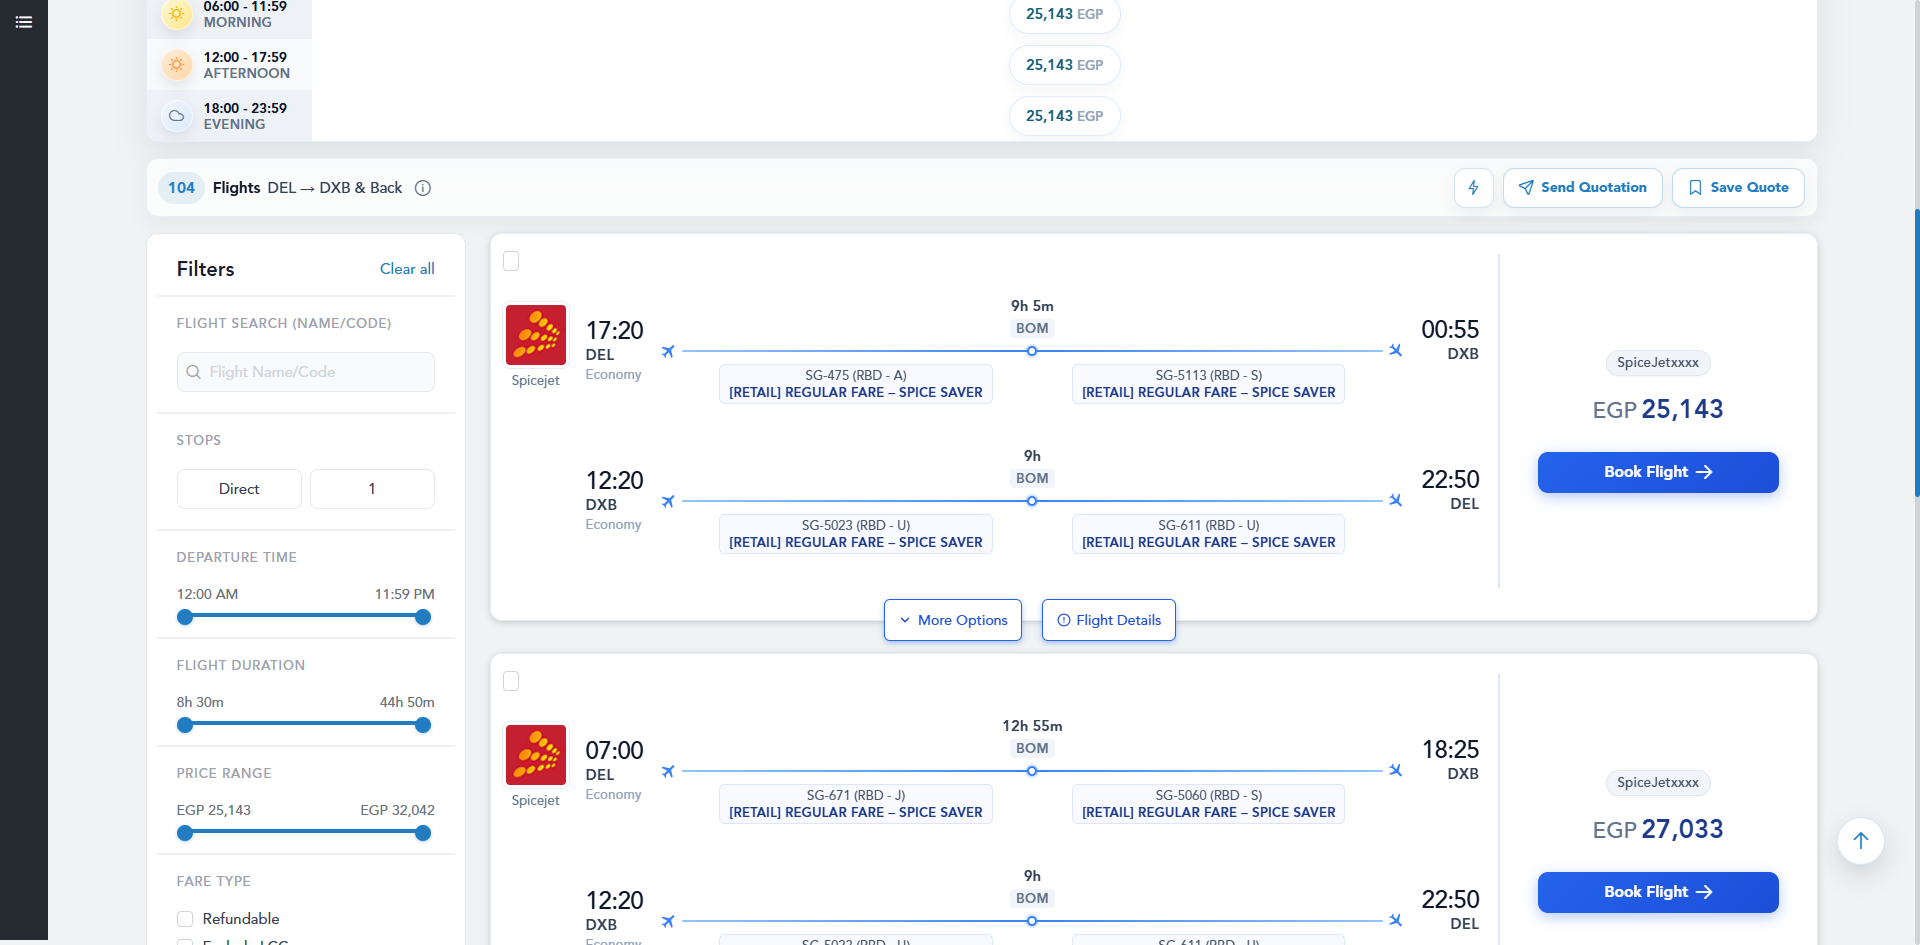 06:00 - 11:59
MORNING
25,143 EGP
12:00 - 17:59
AFTERNOON
25,143 EGP
18:00 - 23:59
EVENING
25,143 EGP
104 Flights DEL → DXB & Back
Send Quotation
Save Quote
Filters
Clear all
FLIGHT SEARCH (NAME/CODE)
Flight Name/Code
STOPS
Direct
1
DEPARTURE TIME
12:00 AM
11:59 PM
FLIGHT DURATION
8h 30m
44h 50m
PRICE RANGE
EGP 25,143
EGP 32,042
FARE TYPE
Refundable
Spicejet
17:20
DEL
Economy
9h 5m
BOM
SG-475 (RBD - A)
[RETAIL] REGULAR FARE – SPICE SAVER
SG-5113 (RBD - S)
[RETAIL] REGULAR FARE – SPICE SAVER
00:55
DXB
12:20
DXB
Economy
9h
BOM
SG-5023 (RBD - U)
[RETAIL] REGULAR FARE – SPICE SAVER
SG-611 (RBD - U)
[RETAIL] REGULAR FARE – SPICE SAVER
22:50
DEL
SpiceJetxxxx
EGP 25,143
Book Flight
More Options
Flight Details
Spicejet
07:00
DEL
Economy
12h 55m
BOM
SG-671 (RBD - J)
[RETAIL] REGULAR FARE – SPICE SAVER
SG-5060 (RBD - S)
[RETAIL] REGULAR FARE – SPICE SAVER
18:25
DXB
12:20
DXB
Economy
9h
BOM
22:50
DEL
SpiceJetxxxx
EGP 27,033
Book Flight